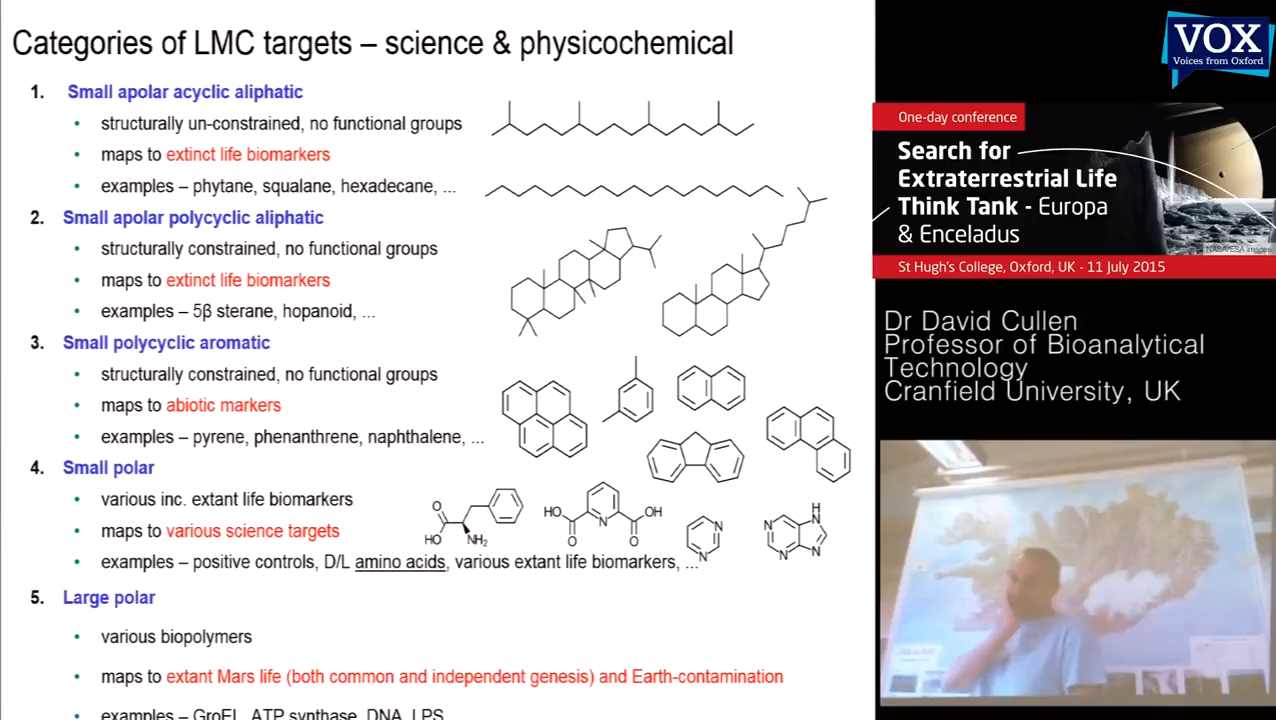 Categories of LMC targets – science & physicochemical
1. Small apolar acyclic aliphatic
• structurally un-constrained, no functional groups
• maps to extinct life biomarkers
• examples – phytane, squalane, hexadecane, ...
2. Small apolar polycyclic aliphatic
• structurally constrained, no functional groups
• maps to extinct life biomarkers
• examples – 5β sterane, hopanoid, ...
3. Small polycyclic aromatic
• structurally constrained, no functional groups
• maps to abiotic markers
• examples – pyrene, phenanthrene, naphthalene, ...
4. Small polar
• various inc. extant life biomarkers
• maps to various science targets
• examples – positive controls, D/L amino acids, various extant life biomarkers, ...
5. Large polar
• various biopolymers
• maps to extant Mars life (both common and independent genesis) and Earth-contamination
examples – GroEL, ATP synthase, DNA, LPS
O
HO
NH₂
HO
O
N
O
OH
N
N
N
N
H
N
N
VOX
Voices from Oxford
One-day conference
Search for
Extraterrestrial Life
Think Tank - Europa
& Enceladus
© NASA/ESA images
St Hugh's College, Oxford, UK - 11 July 2015
Dr David Cullen
Professor of Bioanalytical
Technology
Cranfield University, UK